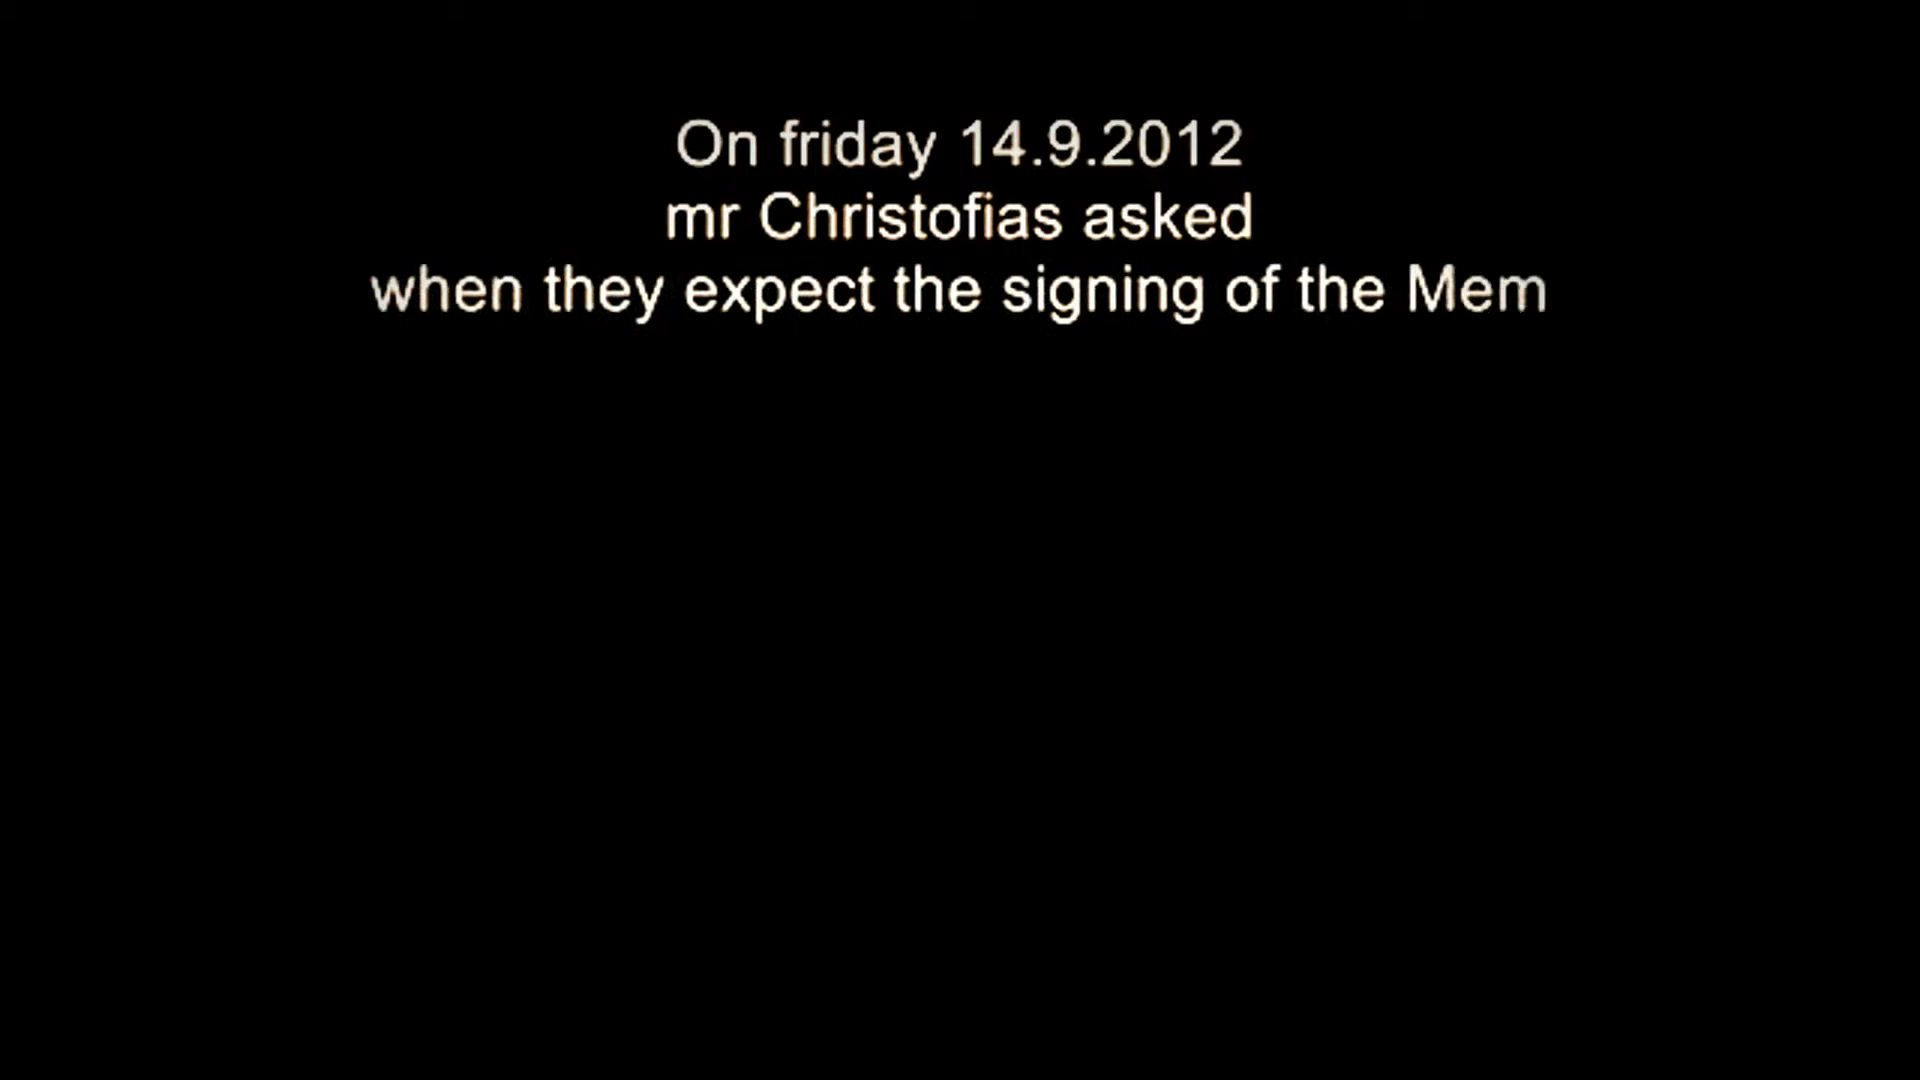 On friday 14.9.2012
mr Christofias asked
when they expect the signing of the Mem